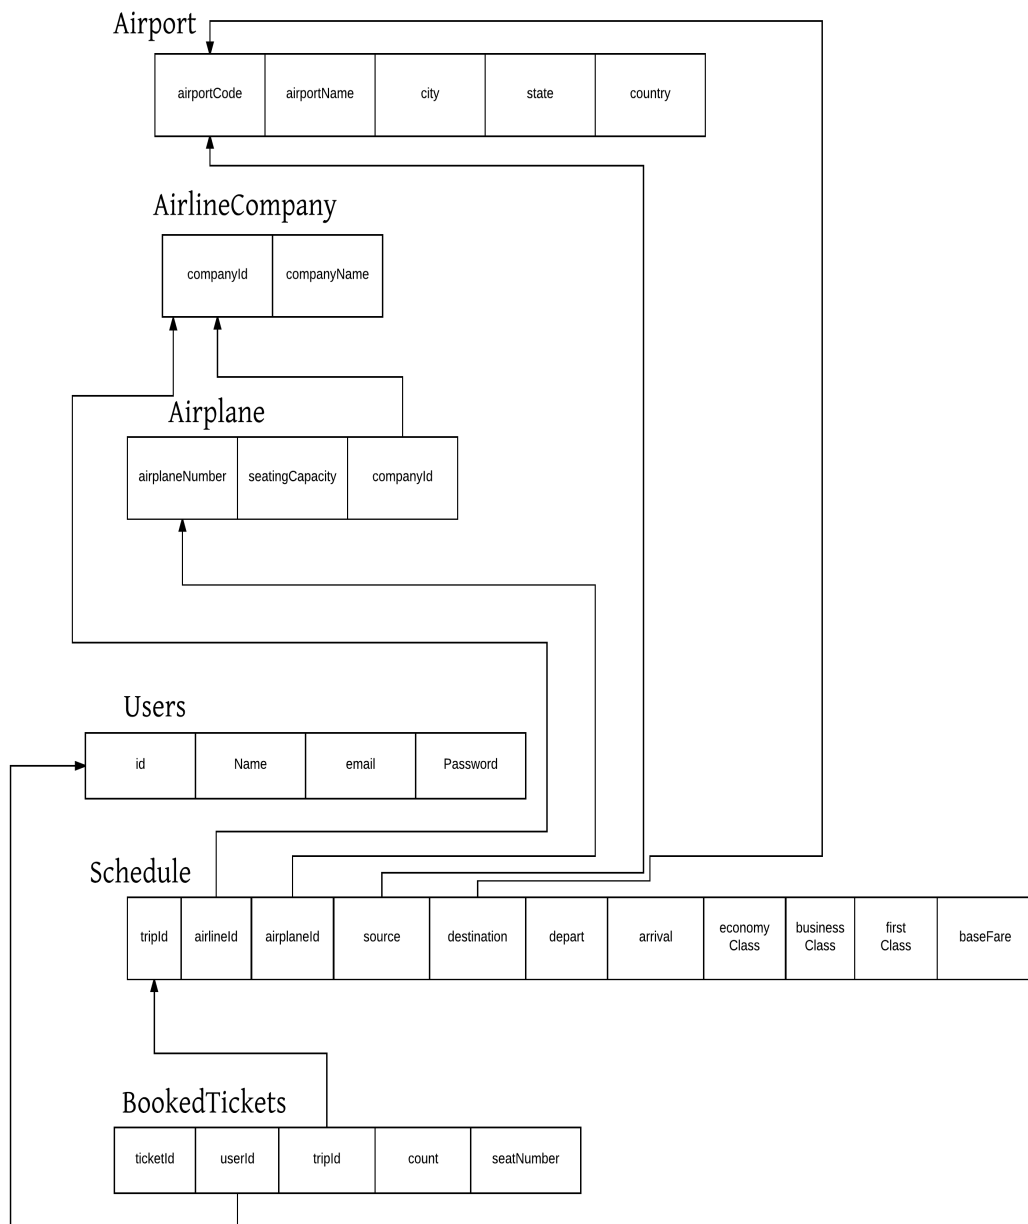 Airport
airportCode airportName city state country
AirlineCompany
companyId companyName
Airplane
airplaneNumber seatingCapacity companyId
Users
id Name email Password
Schedule
tripId airlineId airplaneId source destination depart arrival economy Class business Class first Class baseFare
BookedTickets
ticketId userId tripId count seatNumber